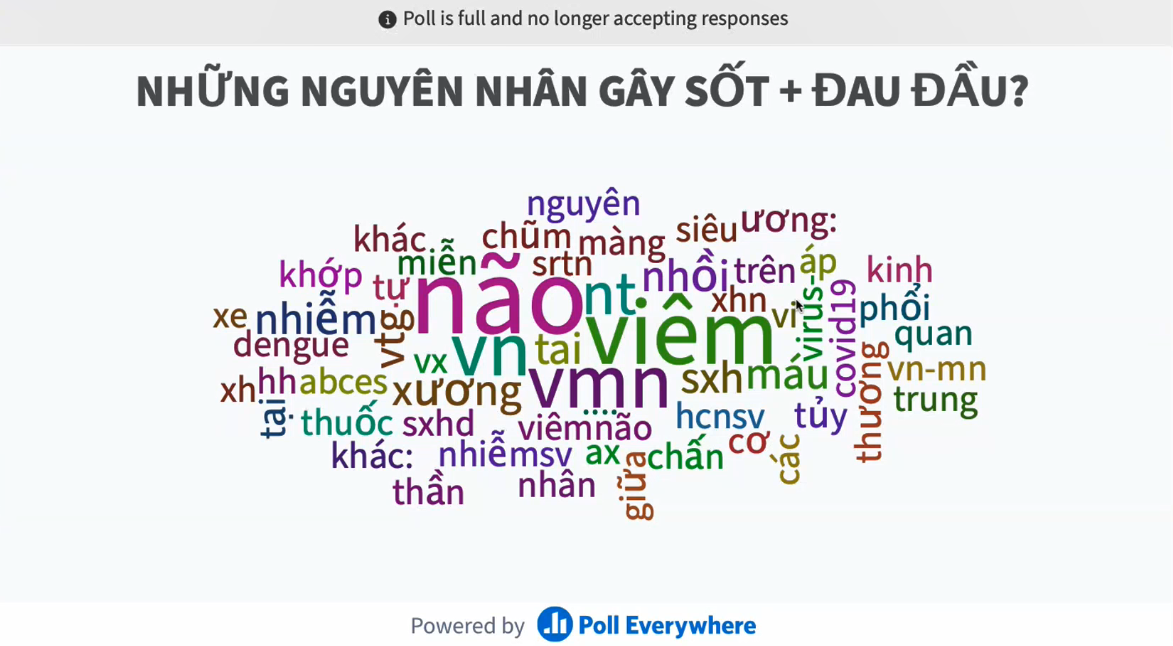 Poll is full and no longer accepting responses
NHỮNG NGUYÊN NHÂN GÂY SỐT + ĐAU ĐẦU?
nguyên
khác chũm màng siêu ương:
khớp miễn srtn nhồi trên áp kinh
tự não nt xhn virus- covid19 phổi
xe nhiễm vtg viêm vi quan
dengue vx vn tai
xh hh abces xương vmn sxh máu thương vn-mn
tại thuốc sxhd .... hcnsv tủy trung
viêmnão
khác: nhiễmsv ax giữa chấn cơ các
thần nhân
Powered by Poll Everywhere